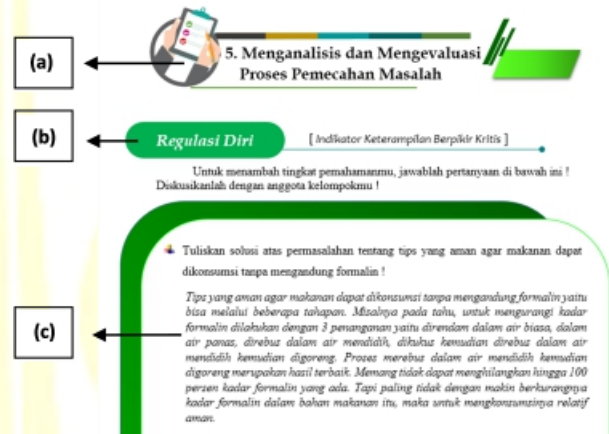 (a)
5. Menganalisis dan Mengevaluasi
Proses Pemecahan Masalah
(b)
Regulasi Diri
[ Indikator Keterampilan Berpikir Kritis ]
Untuk menambah tingkat pemahamanmu, jawablah pertanyaan di bawah ini !
Diskusikanlah dengan anggota kelompokmu !
Tuliskan solusi atas permasalahan tentang tips yang aman agar makanan dapat
dikonsumsi tanpa mengandung formalin !
(c)
Tips yang aman agar makanan dapat dikonsumsi tanpa mengandung formalin yaitu
bisa melalui beberapa tahapan. Misalnya pada tahu, untuk mengurangi kadar
formalin dilakukan dengan 3 penanganan yaitu direndam dalam air biasa, dalam
air panas, direbus dalam air mendidih, dikukus kemudian direbus dalam air
mendidih kemudian digoreng. Proses merebus dalam air mendidih kemudian
digoreng merupakan hasil terbaik. Memang tidak dapat menghilangkan hingga 100
persen kadar formalin yang ada. Tapi paling tidak dengan makin berkurangnya
kadar formalin dalam bahan makanan itu, maka untuk mengkonsumsinya relatif
aman.